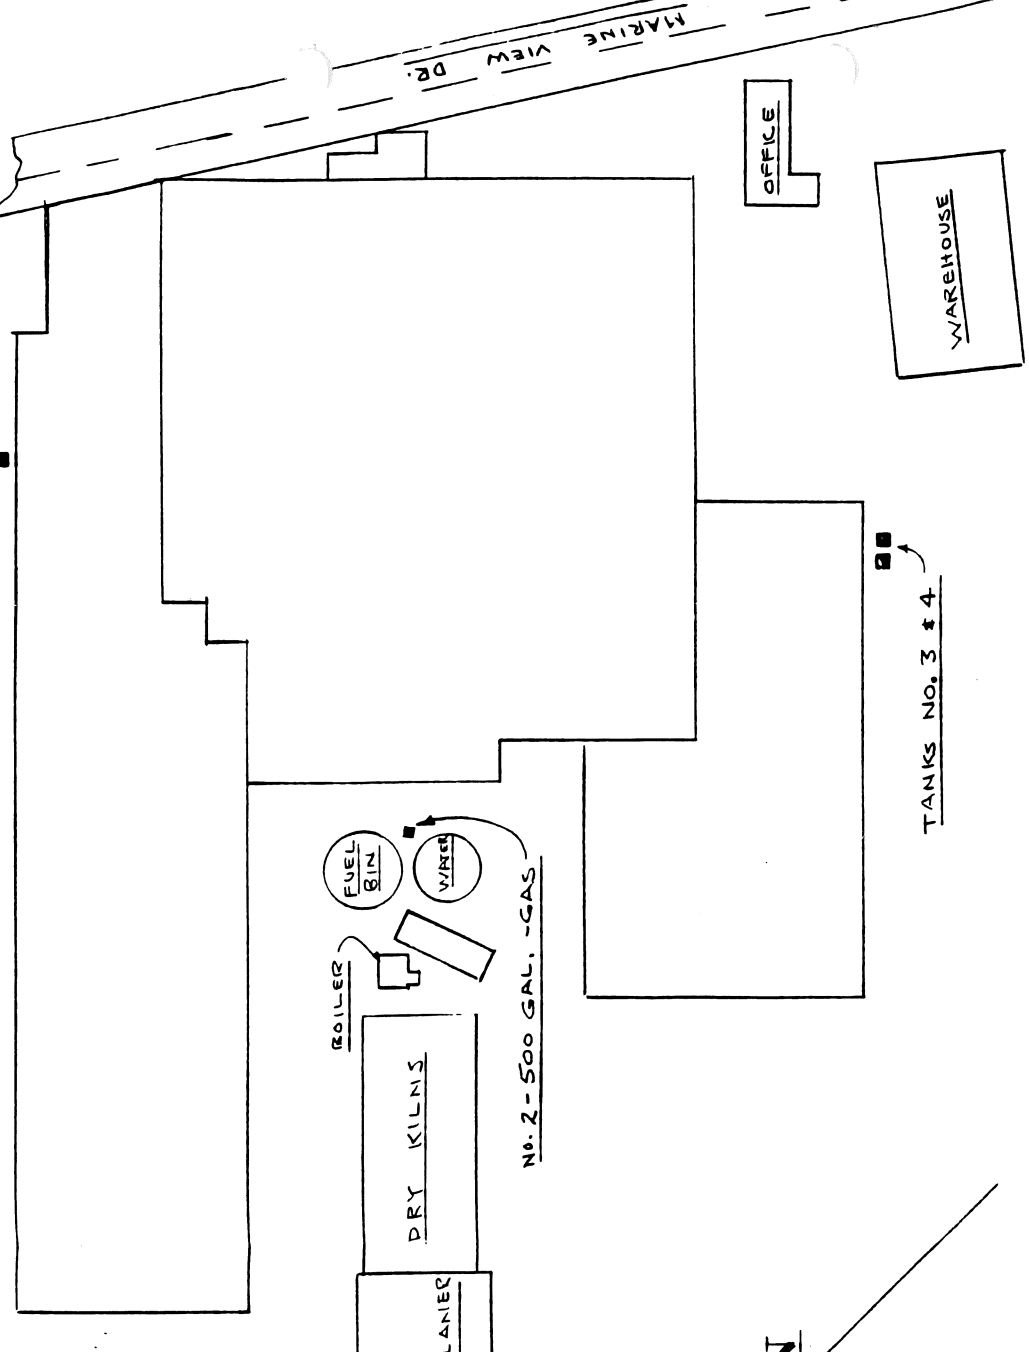 MARINE VIEW DR.
OFFICE
WAREHOUSE
TANKS NO. 3 & 4
FUEL
BIN
WATER
BOILER
NO. 2 - 500 GAL. - GAS
DRY KILNS
LANER
N